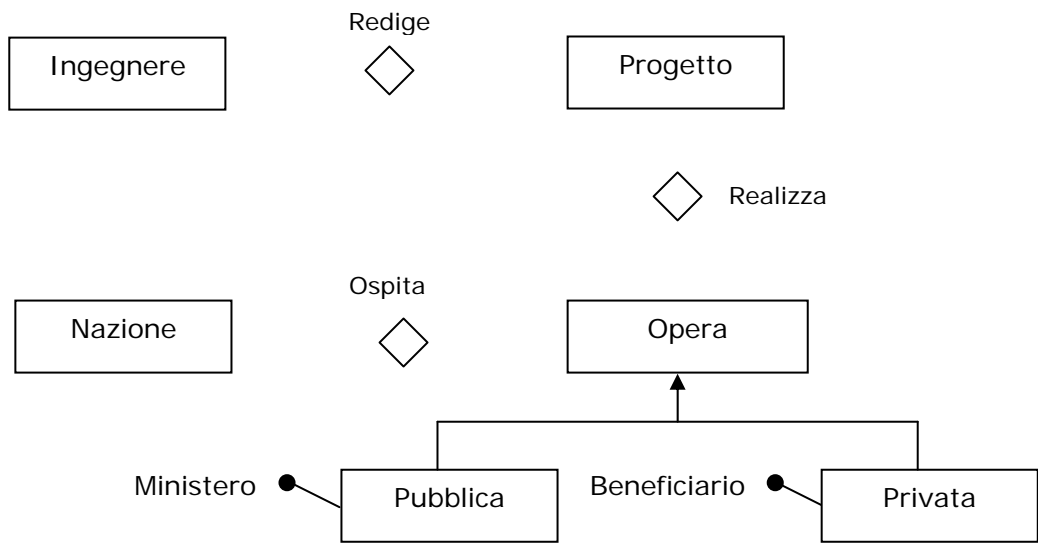 Redige
Ingegnere
Progetto
Realizza
Ospita
Nazione
Opera
Ministero
Pubblica
Beneficiario
Privata